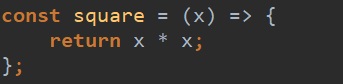 const square = (x) => {
    return x * x;
};